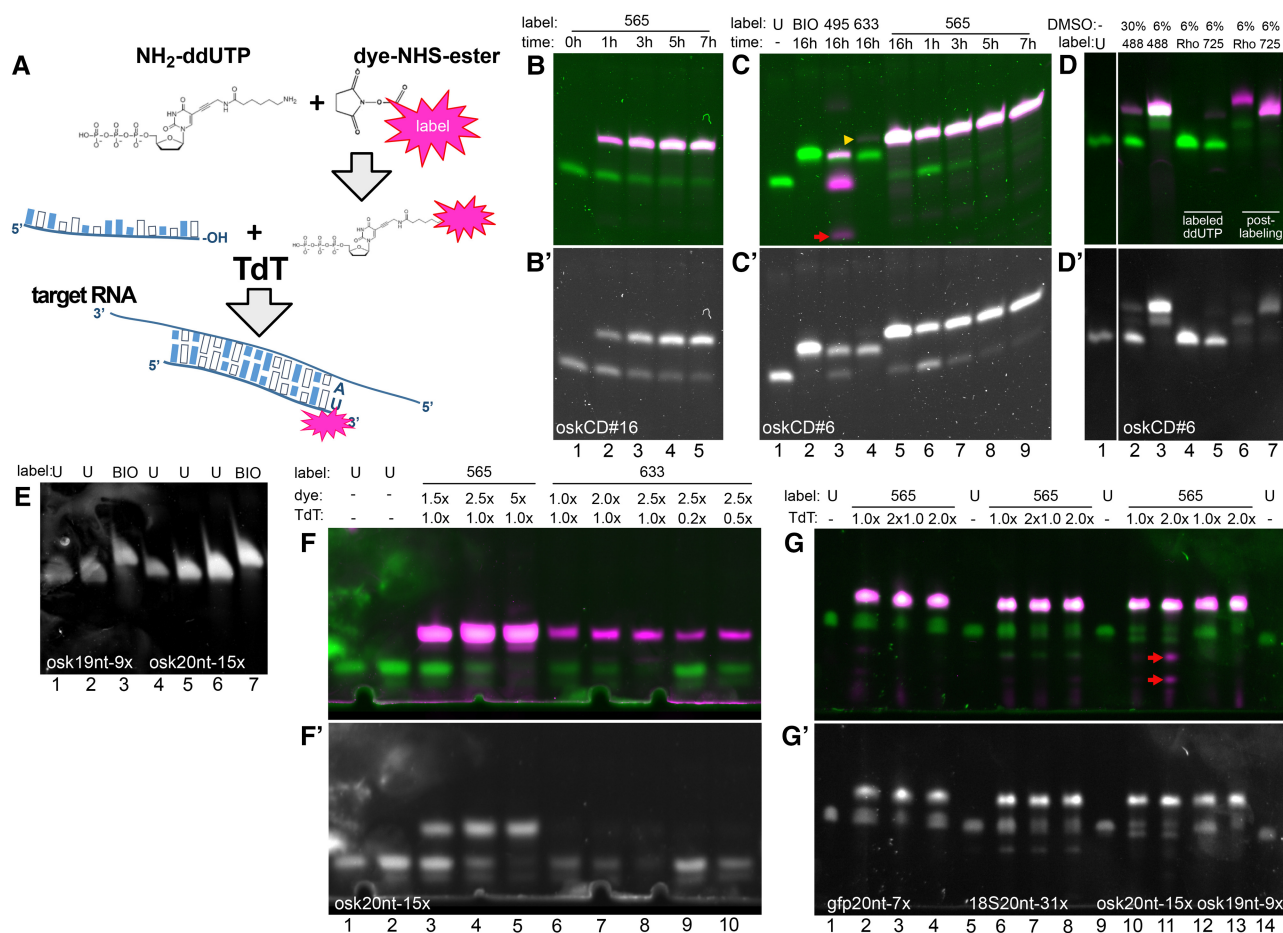 A
NH2-ddUTP
dye-NHS-ester
+
label
NH2
HO
5'
-OH
+
TdT
target RNA
3'
5'
A
U
3'
5'
label: 565
time: 0h 1h 3h 5h 7h
B
B'
oskCD#16
1 2 3 4 5
label: U BIO 495 633 565
time: - 16h 16h 16h 16h 1h 3h 5h 7h
C
C'
oskCD#6
1 2 3 4 5 6 7 8 9
DMSO: - 30% 6% 6% 6% 6% 6%
label: U 488 488 Rho 725 Rho 725
D
labeled ddUTP
post-labeling
D'
oskCD#6
1 2 3 4 5 6 7
label: U U BIO U U U BIO
E
osk19nt-9x osk20nt-15x
1 2 3 4 5 6 7
label: U U 565 633
dye: - - 1.5x 2.5x 5x 1.0x 2.0x 2.5x 2.5x 2.5x
TdT: - - 1.0x 1.0x 1.0x 1.0x 1.0x 1.0x 0.2x 0.5x
F
F'
osk20nt-15x
1 2 3 4 5 6 7 8 9 10
label: U 565 U 565 U 565 U
TdT: - 1.0x 2x1.0 2.0x - 1.0x 2x1.0 2.0x - 1.0x 2.0x 1.0x 2.0x -
G
G'
gfp20nt-7x 18S20nt-31x osk20nt-15x osk19nt-9x
1 2 3 4 5 6 7 8 9 10 11 12 13 14